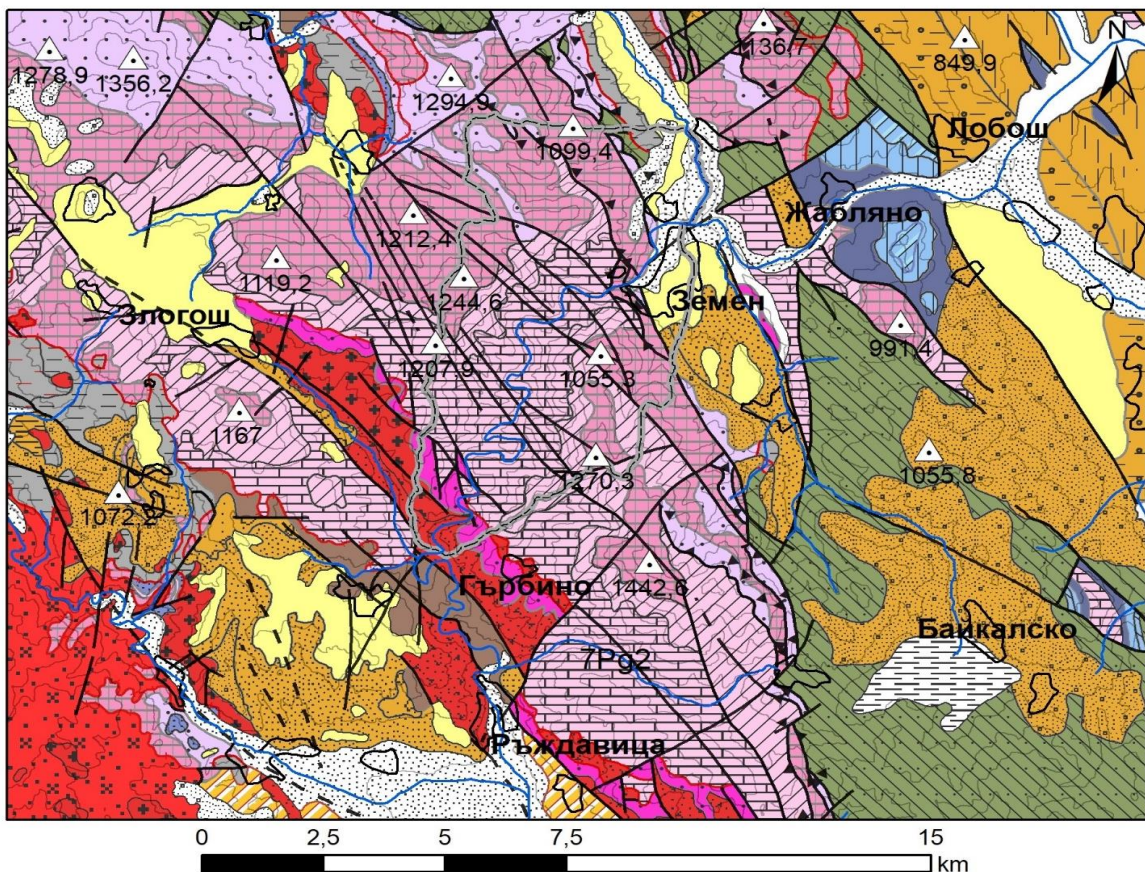 N
1278,9
1356,2
1294,9
1136,7
849,9
1099,4
Лобош
Жабляно
1212,4
1119,2
1244,6
Земен
Злогош
1207,9
1055,3
991,4
1167
1270,3
1055,8
1072,2
Гърбино
1442,6
Байкалско
7Pg2
Ръждавица
0 2,5 5 7,5 15
km